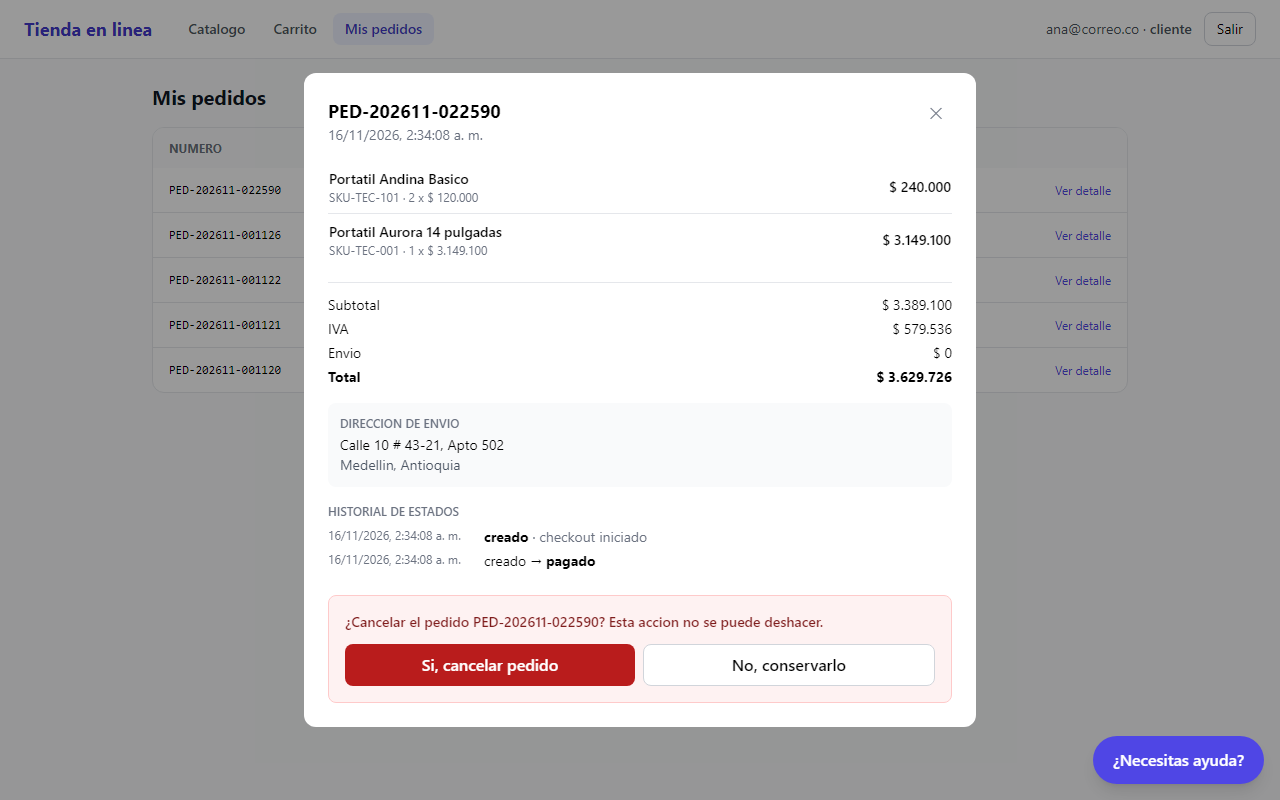 Tienda en linea Catalogo Carrito Mis pedidos ana@correo.co · cliente Salir
Mis pedidos
NUMERO
PED-202611-022590 Ver detalle
PED-202611-001126 Ver detalle
PED-202611-001122 Ver detalle
PED-202611-001121 Ver detalle
PED-202611-001120 Ver detalle
PED-202611-022590
16/11/2026, 2:34:08 a. m.
Portatil Andina Basico
SKU-TEC-101 · 2 x $ 120.000 $ 240.000
Portatil Aurora 14 pulgadas
SKU-TEC-001 · 1 x $ 3.149.100 $ 3.149.100
Subtotal $ 3.389.100
IVA $ 579.536
Envio $ 0
Total $ 3.629.726
DIRECCION DE ENVIO
Calle 10 # 43-21, Apto 502
Medellin, Antioquia
HISTORIAL DE ESTADOS
16/11/2026, 2:34:08 a. m. creado · checkout iniciado
16/11/2026, 2:34:08 a. m. creado → pagado
¿Cancelar el pedido PED-202611-022590? Esta accion no se puede deshacer.
Si, cancelar pedido No, conservarlo
¿Necesitas ayuda?